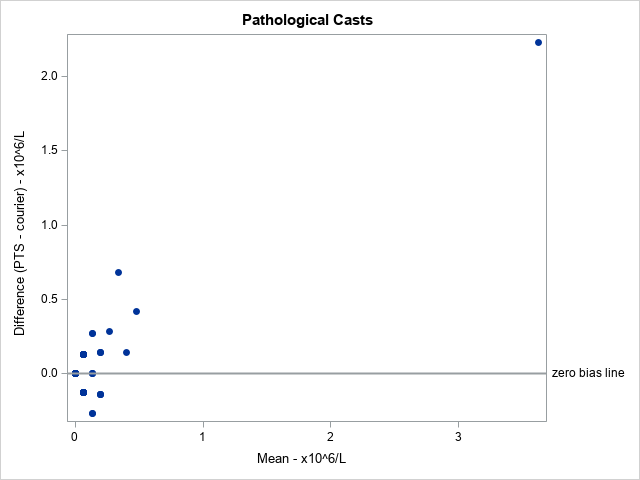 Pathological Casts
Difference (PTS - courier) - x10^6/L
2.0
1.5
1.0
0.5
0.0
zero bias line
0 1 2 3
Mean - x10^6/L